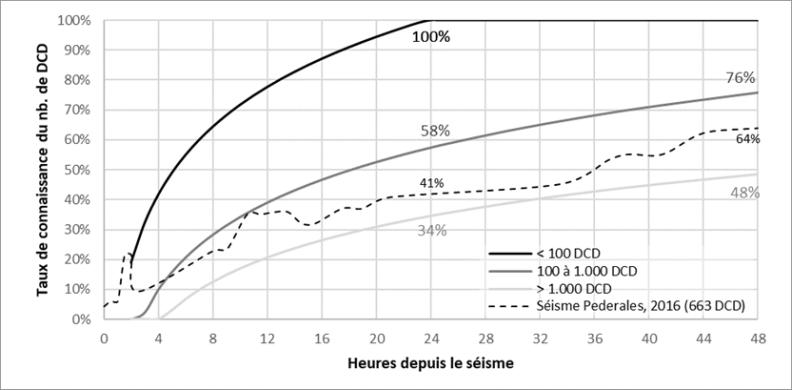 Taux de connaissance du nb. de DCD
100%
90%
80%
70%
60%
50%
40%
30%
20%
10%
0%
100%
76%
58%
64%
41%
48%
34%
< 100 DCD
100 à 1.000 DCD
> 1.000 DCD
Séisme Pederales, 2016 (663 DCD)
0 4 8 12 16 20 24 28 32 36 40 44 48
Heures depuis le séisme